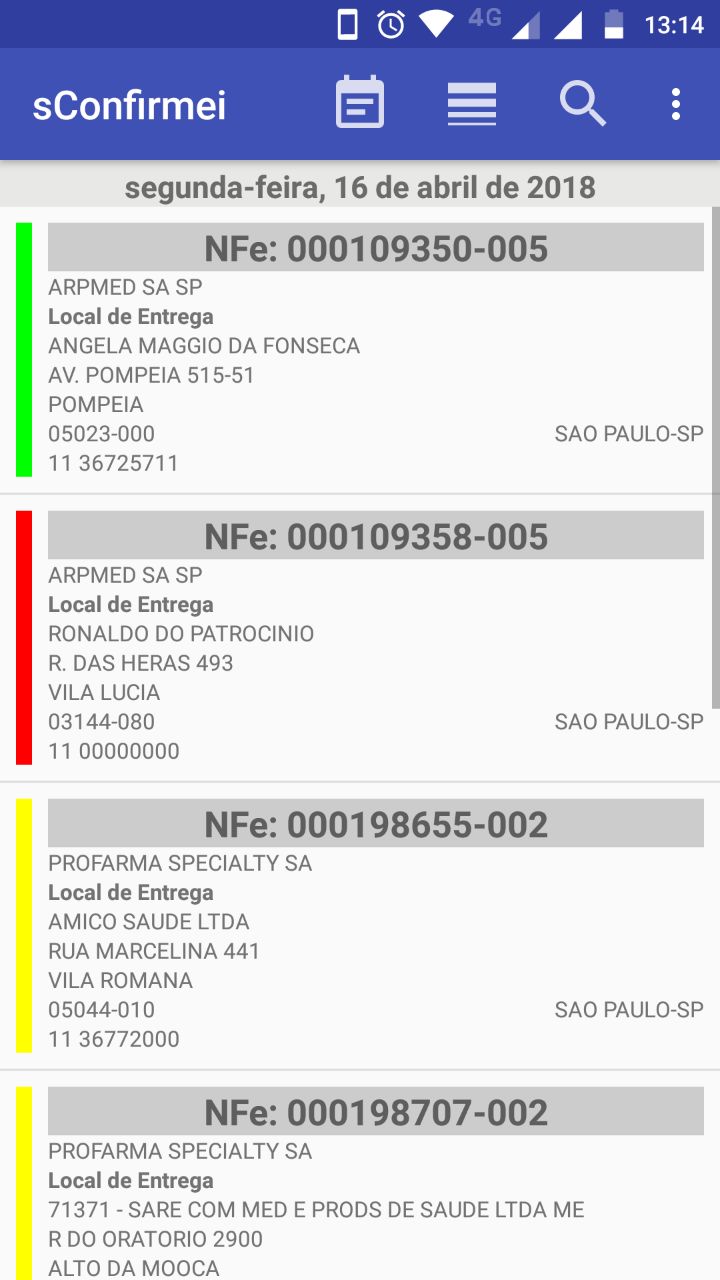 4G 13:14
sConfirmei
segunda-feira, 16 de abril de 2018
NFe: 000109350-005
ARPMED SA SP
Local de Entrega
ANGELA MAGGIO DA FONSECA
AV. POMPEIA 515-51
POMPEIA
05023-000 SAO PAULO-SP
11 36725711
NFe: 000109358-005
ARPMED SA SP
Local de Entrega
RONALDO DO PATROCINIO
R. DAS HERAS 493
VILA LUCIA
03144-080 SAO PAULO-SP
11 00000000
NFe: 000198655-002
PROFARMA SPECIALTY SA
Local de Entrega
AMICO SAUDE LTDA
RUA MARCELINA 441
VILA ROMANA
05044-010 SAO PAULO-SP
11 36772000
NFe: 000198707-002
PROFARMA SPECIALTY SA
Local de Entrega
71371 - SARE COM MED E PRODS DE SAUDE LTDA ME
R DO ORATORIO 2900
ALTO DA MOOCA